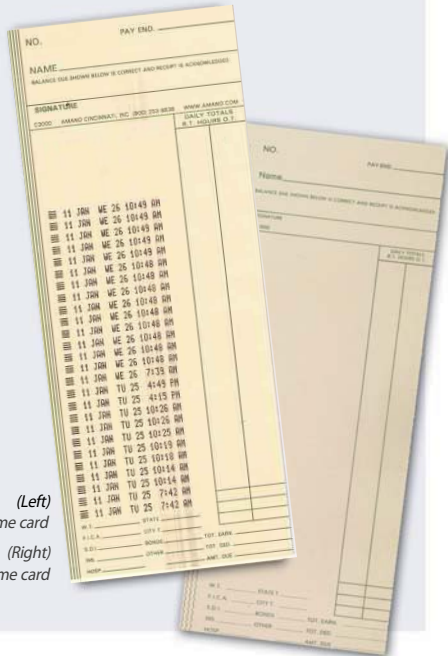 NO. PAY END.
NAME
BALANCE DUE SHOWN BELOW IS CORRECT AND RECEIPT IS ACKNOWLEDGED
SIGNATURE
C3000 AMANO CINCINNATI, INC WWW.AMANO.COM
DAILY TOTALS
R.T. HOURS O.T.
11 JAN WE 26 10:49 AM
11 JAN WE 26 10:49 AM
11 JAN WE 26 10:49 AM
11 JAN WE 26 10:49 AM
11 JAN WE 26 10:48 AM
11 JAN WE 26 10:48 AM
11 JAN WE 26 10:48 AM
11 JAN WE 26 10:48 AM
11 JAN WE 26 10:48 AM
11 JAN WE 26 10:48 AM
11 JAN WE 26 10:48 AM
11 JAN WE 26 7:39 AM
11 JAN TU 25 4:49 PM
11 JAN TU 25 4:15 PM
11 JAN TU 25 10:26 AM
11 JAN TU 25 10:26 AM
11 JAN TU 25 10:25 AM
11 JAN TU 25 10:19 AM
11 JAN TU 25 10:18 AM
11 JAN TU 25 10:14 AM
11 JAN TU 25 10:14 AM
11 JAN TU 25 7:42 AM
11 JAN TU 25 7:42 AM
W.T. STATE T.
F.I.C.A. CITY T.
S.D.I. BONDS TOT. EARN.
INS. OTHER TOT. DED.
HOSP. AMT. DUE
NO. PAY END.
Name
BALANCE DUE SHOWN BELOW IS CORRECT AND RECEIPT IS ACKNOWLEDGED
SIGNATURE
DAILY TOTALS
R.T. HOURS O.T.
W.T. STATE T.
F.I.C.A. CITY T.
S.D.I. BONDS TOT. EARN.
INS. OTHER TOT. DED.
HOSP. AMT. DUE
(Left)
me card
(Right)
me card